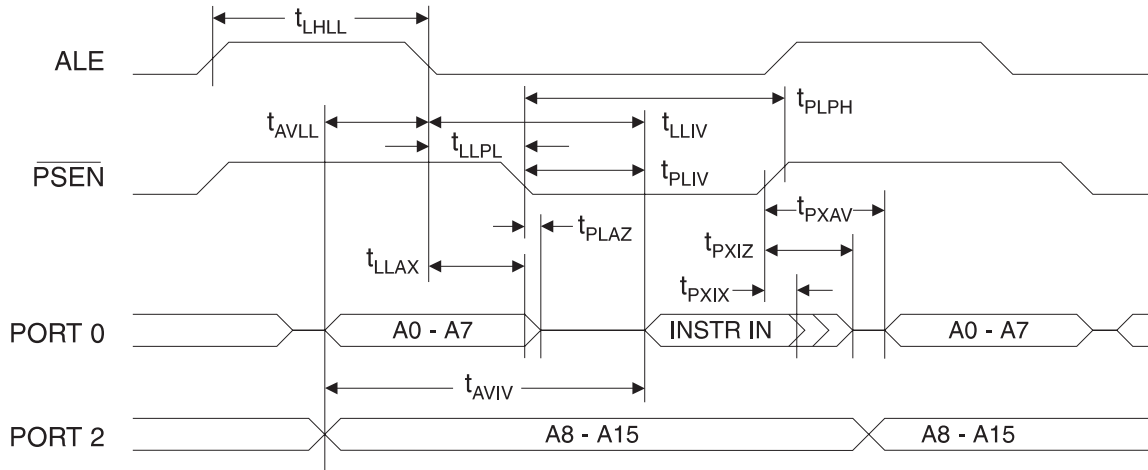 tLHLL
ALE
tPLPH
tAVLL
tLLIV
tLLPL
PSEN
tPLIV
tPXAV
tPLAZ
tPXIZ
tLLAX
tPXIX
PORT 0
A0 - A7
INSTR IN
A0 - A7
tAVIV
PORT 2
A8 - A15
A8 - A15